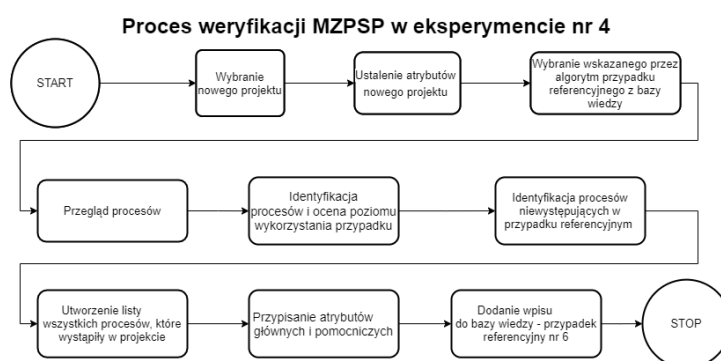 Proces weryfikacji MZPSP w eksperymencie nr 4
START
Wybranie
nowego projektu
Ustalenie atrybutów
nowego projektu
Wybranie wskazanego przez
algorytm przypadku
referencyjnego z bazy
wiedzy
Przegląd procesów
Identyfikacja
procesów i ocena poziomu
wykorzystania przypadku
Identyfikacja procesów
niewystępujących w
przypadku referencyjnym
Utworzenie listy
wszystkich procesów, które
wystąpiły w projekcie
Przypisanie atrybutów
głównych i pomocniczych
Dodanie wpisu
do bazy wiedzy - przypadek
referencyjny nr 6
STOP